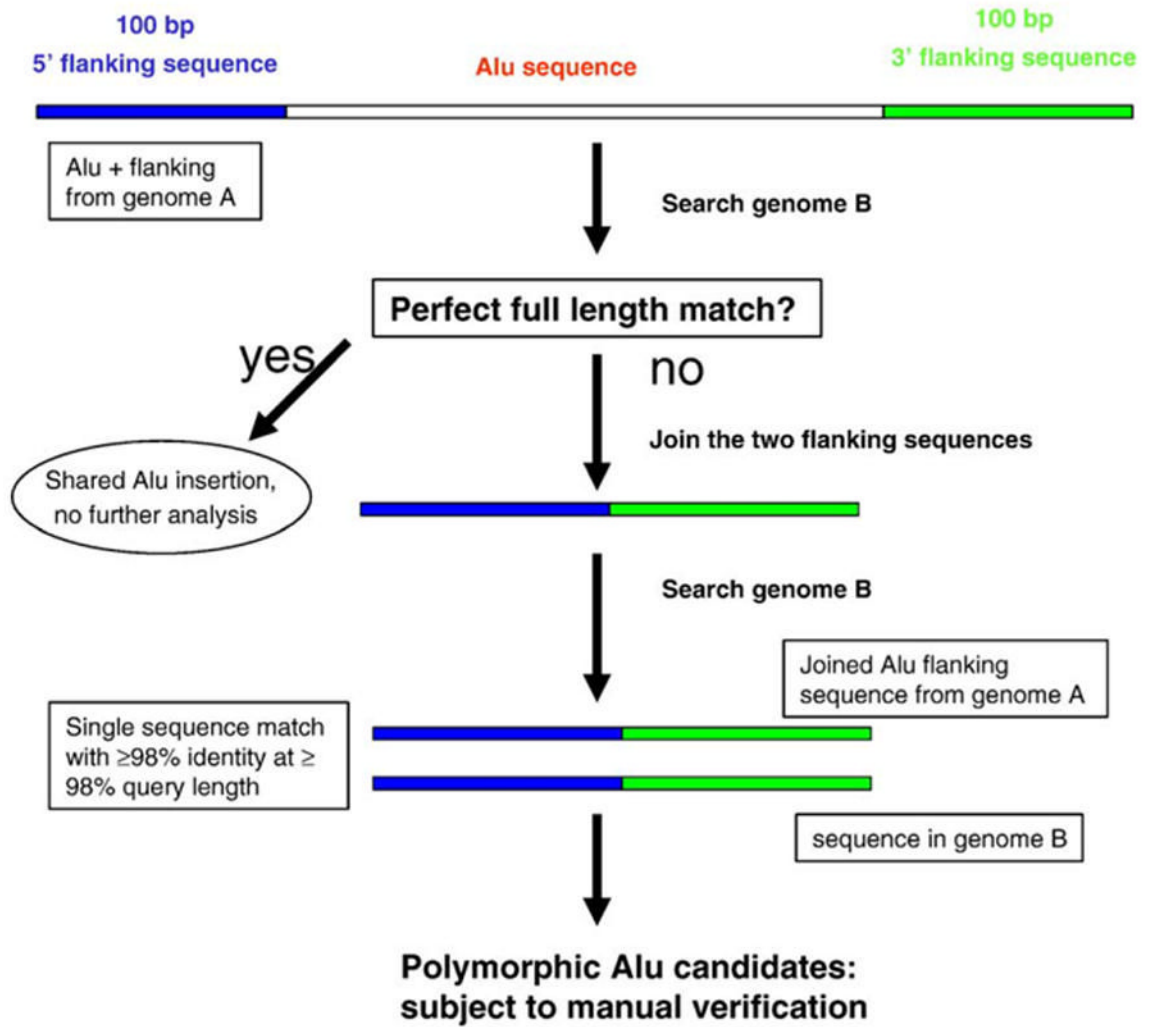 100 bp
5' flanking sequence
Alu sequence
100 bp
3' flanking sequence
Alu + flanking
from genome A
Search genome B
Perfect full length match?
yes
no
Join the two flanking sequences
Shared Alu insertion,
no further analysis
Search genome B
Joined Alu flanking
sequence from genome A
Single sequence match
with ≥98% identity at ≥
98% query length
sequence in genome B
Polymorphic Alu candidates:
subject to manual verification